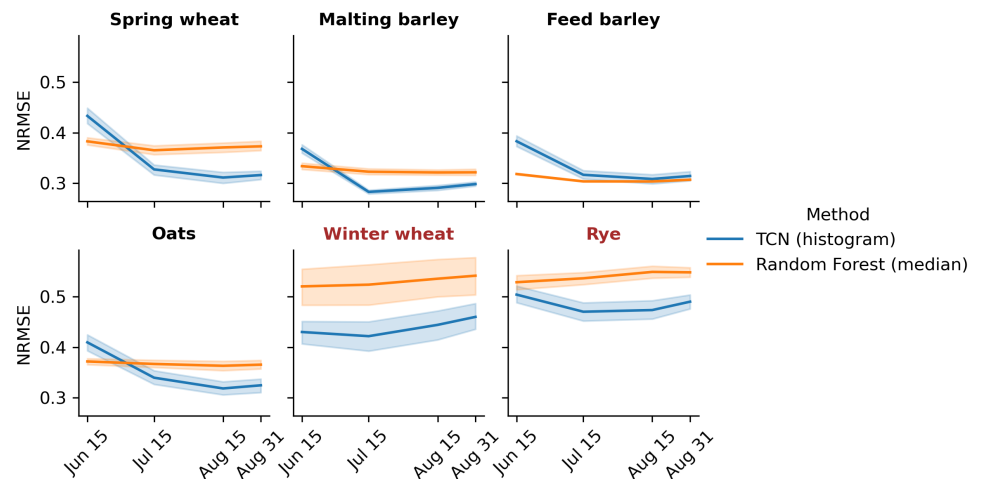 Spring wheat
Malting barley
Feed barley
NRMSE
0.5
0.4
0.3
Oats
Winter wheat
Rye
NRMSE
0.5
0.4
0.3
Jun 15
Jul 15
Aug 15
Aug 31
Jun 15
Jul 15
Aug 15
Aug 31
Jun 15
Jul 15
Aug 15
Aug 31
Method
TCN (histogram)
Random Forest (median)